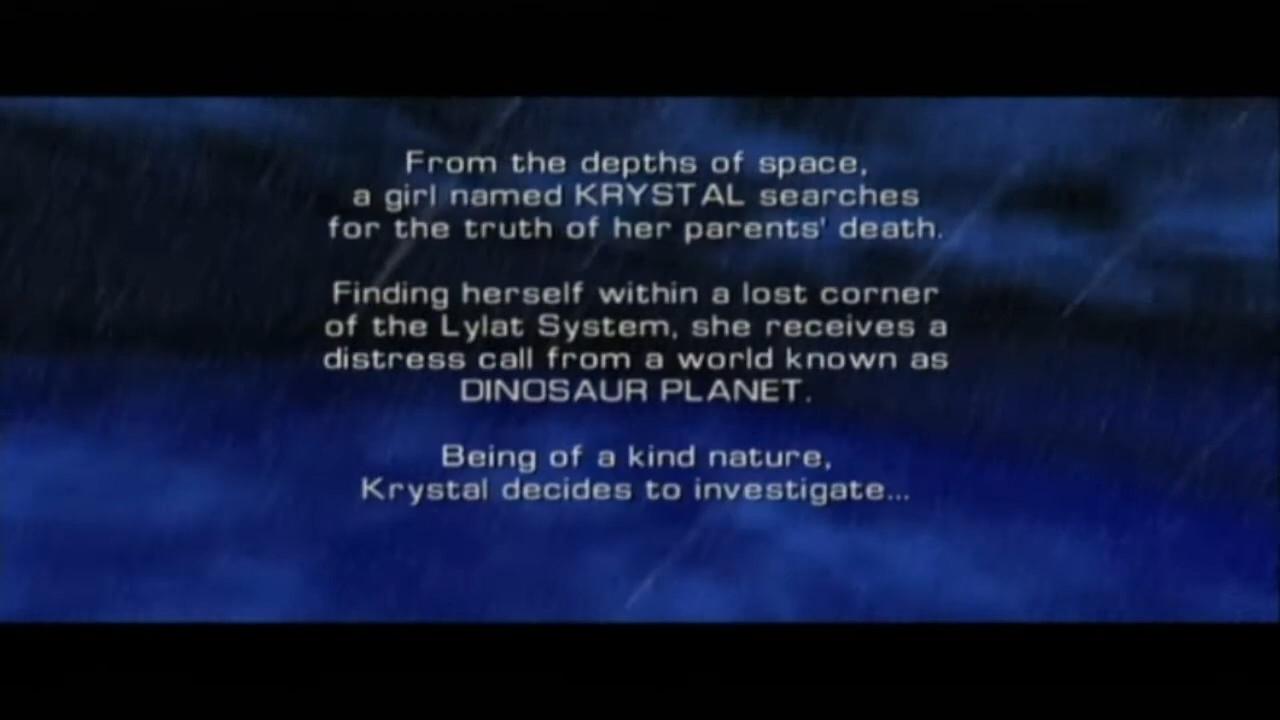 From the depths of space,
a girl named KRYSTAL searches
for the truth of her parents' death.
Finding herself within a lost corner
of the Lylat System, she receives a
distress call from a world known as
DINOSAUR PLANET.
Being of a kind nature,
Krystal decides to investigate...